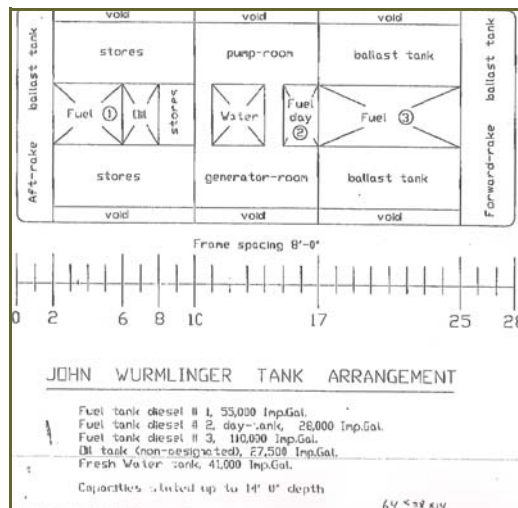 void void void
stores pump-room ballast tank
Aft-rake ballast tank
Fuel ① Oil stores Water Fuel day ② Fuel ③
Forward-rake ballast tank
stores generator-room ballast tank
void void void
Frame spacing 8'-0"
0 2 6 8 10 17 25 28
JOHN WURMLINGER TANK ARRANGEMENT
Fuel tank diesel # 1, 55,000 Imp.Gal.
Fuel tank diesel # 2, day-tank, 28,000 Imp.Gal.
Fuel tank diesel # 3, 110,000 Imp.Gal.
Oil tank (non-designated), 27,500 Imp.Gal.
Fresh Water tank, 41,000 Imp.Gal.
Capacities stated up to 14' 0" depth